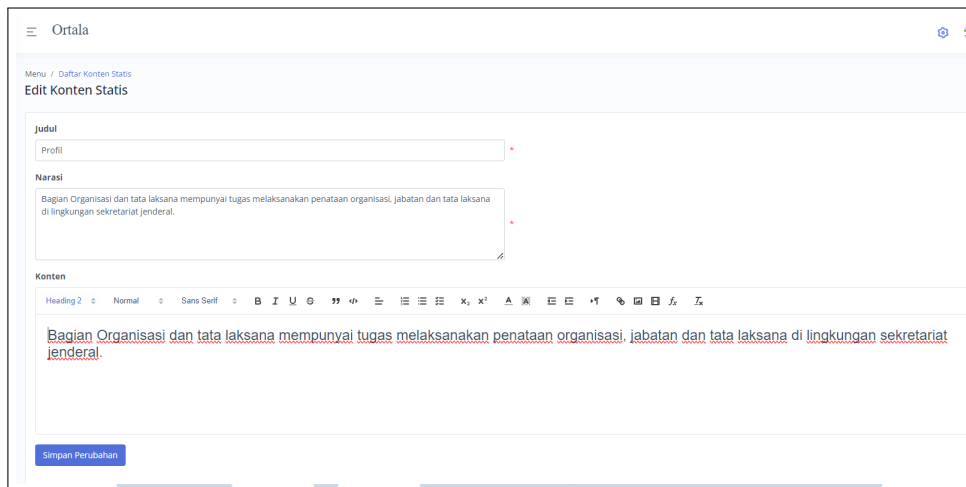 Ortala
Menu / Daftar Konten Statis
Edit Konten Statis
Judul
Profil
*
Narasi
Bagian Organisasi dan tata laksana mempunyai tugas melaksanakan penataan organisasi, jabatan dan tata laksana
di lingkungan sekretariat jenderal.
*
Konten
Heading 2 Normal Sans Serif
Bagian Organisasi dan tata laksana mempunyai tugas melaksanakan penataan organisasi, jabatan dan tata laksana di lingkungan sekretariat
jenderal.
Simpan Perubahan